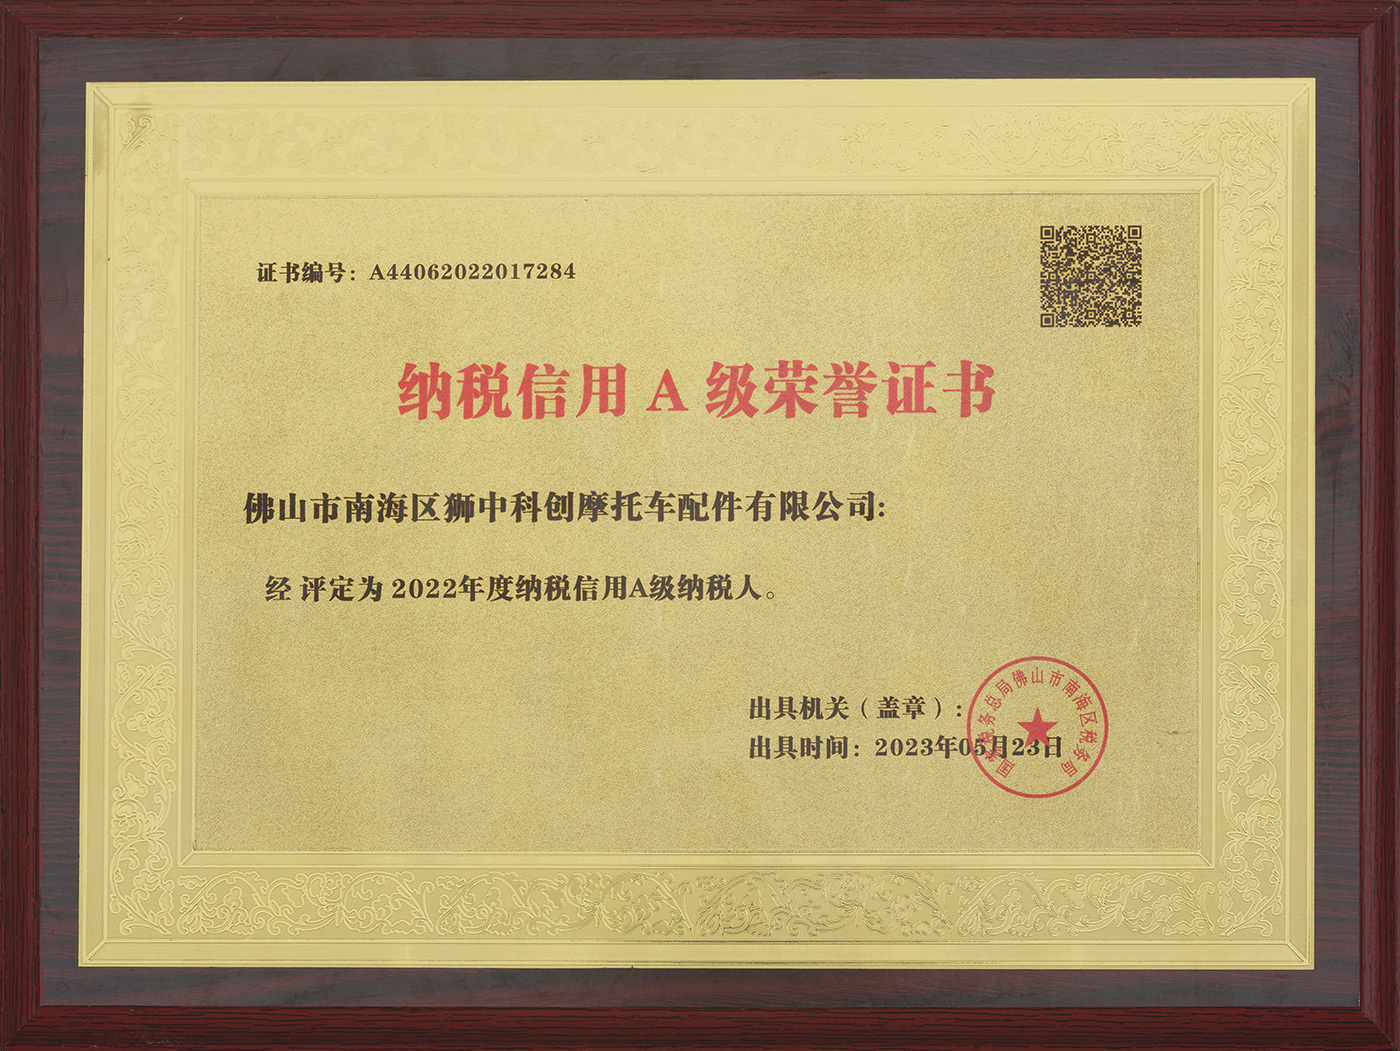 证书编号：A44062022017284
纳税信用 A 级荣誉证书
佛山市南海区狮中科创摩托车配件有限公司:
经 评定为 2022年度纳税信用A级纳税人。
出具机关（盖章）:
出具时间：2023年05月23日
国家税务总局佛山市南海区税务局